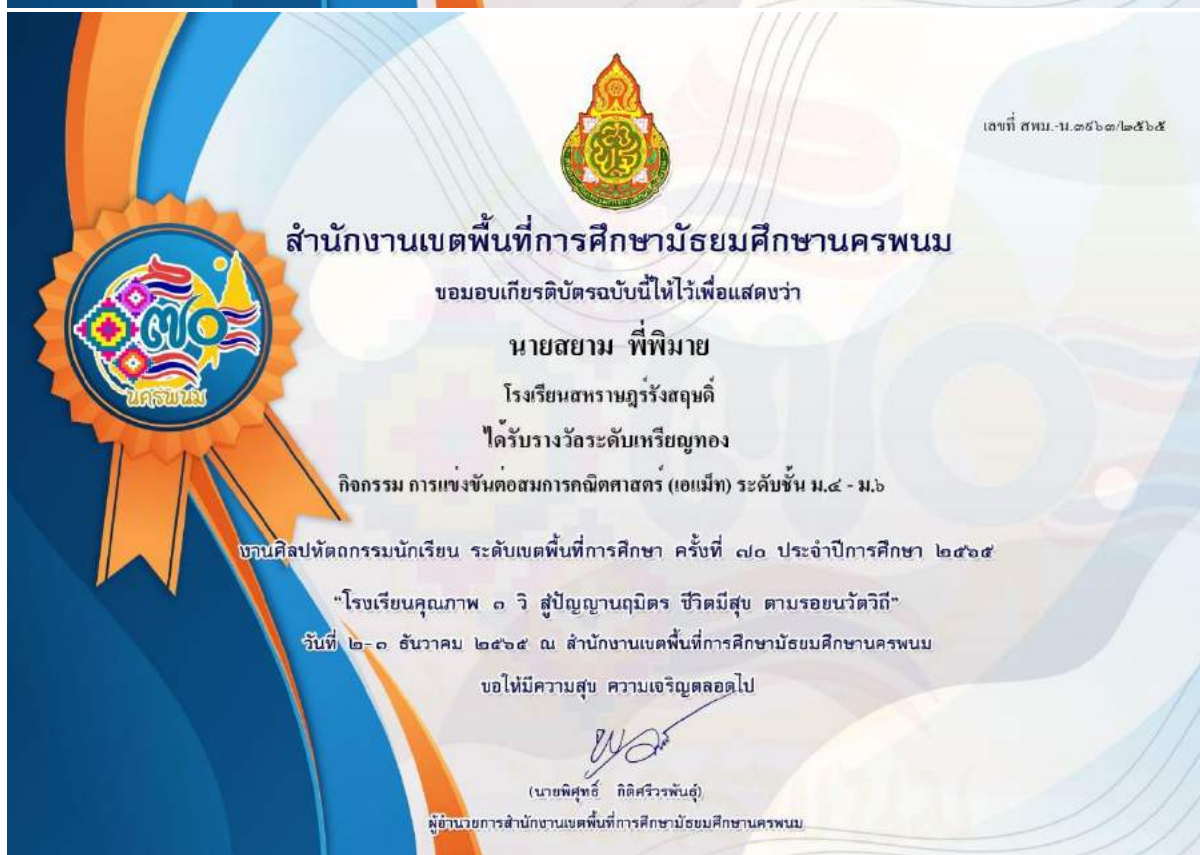 เลขที่ สพม.-น.๓๕๖๓/๒๕๖๕
สำนักงานเขตพื้นที่การศึกษามัธยมศึกษานครพนม
ขอมอบเกียรติบัตรฉบับนี้ให้ไว้เพื่อแสดงว่า
นายสยาม พี่พิมาย
โรงเรียนสหราษฎร์รังสฤษดิ์
ได้รับรางวัลระดับเหรียญทอง
กิจกรรม การแข่งขันต่อสมการคณิตศาสตร์ (เอแม็ท) ระดับชั้น ม.๔ - ม.๖
งานศิลปหัตถกรรมนักเรียน ระดับเขตพื้นที่การศึกษา ครั้งที่ ๗๐ ประจำปีการศึกษา ๒๕๖๕
"โรงเรียนคุณภาพ ๓ วิ สู่ปัญญานฤมิตร ชีวิตมีสุข ตามรอยนวัตวิถี"
วันที่ ๒-๓ ธันวาคม ๒๕๖๕ ณ สำนักงานเขตพื้นที่การศึกษามัธยมศึกษานครพนม
ขอให้มีความสุข ความเจริญตลอดไป
(นายพิศุทธิ์ กิติศรีวรพันธุ์)
ผู้อำนวยการสำนักงานเขตพื้นที่การศึกษามัธยมศึกษานครพนม
๗๐
นครพนม